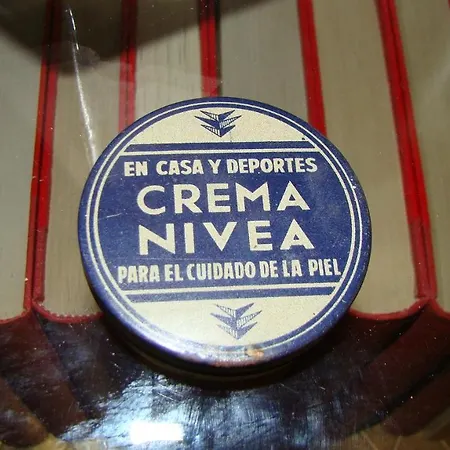 EN CASA Y DEPORTES
CREMA
NIVEA
PARA EL CUIDADO DE LA PIEL